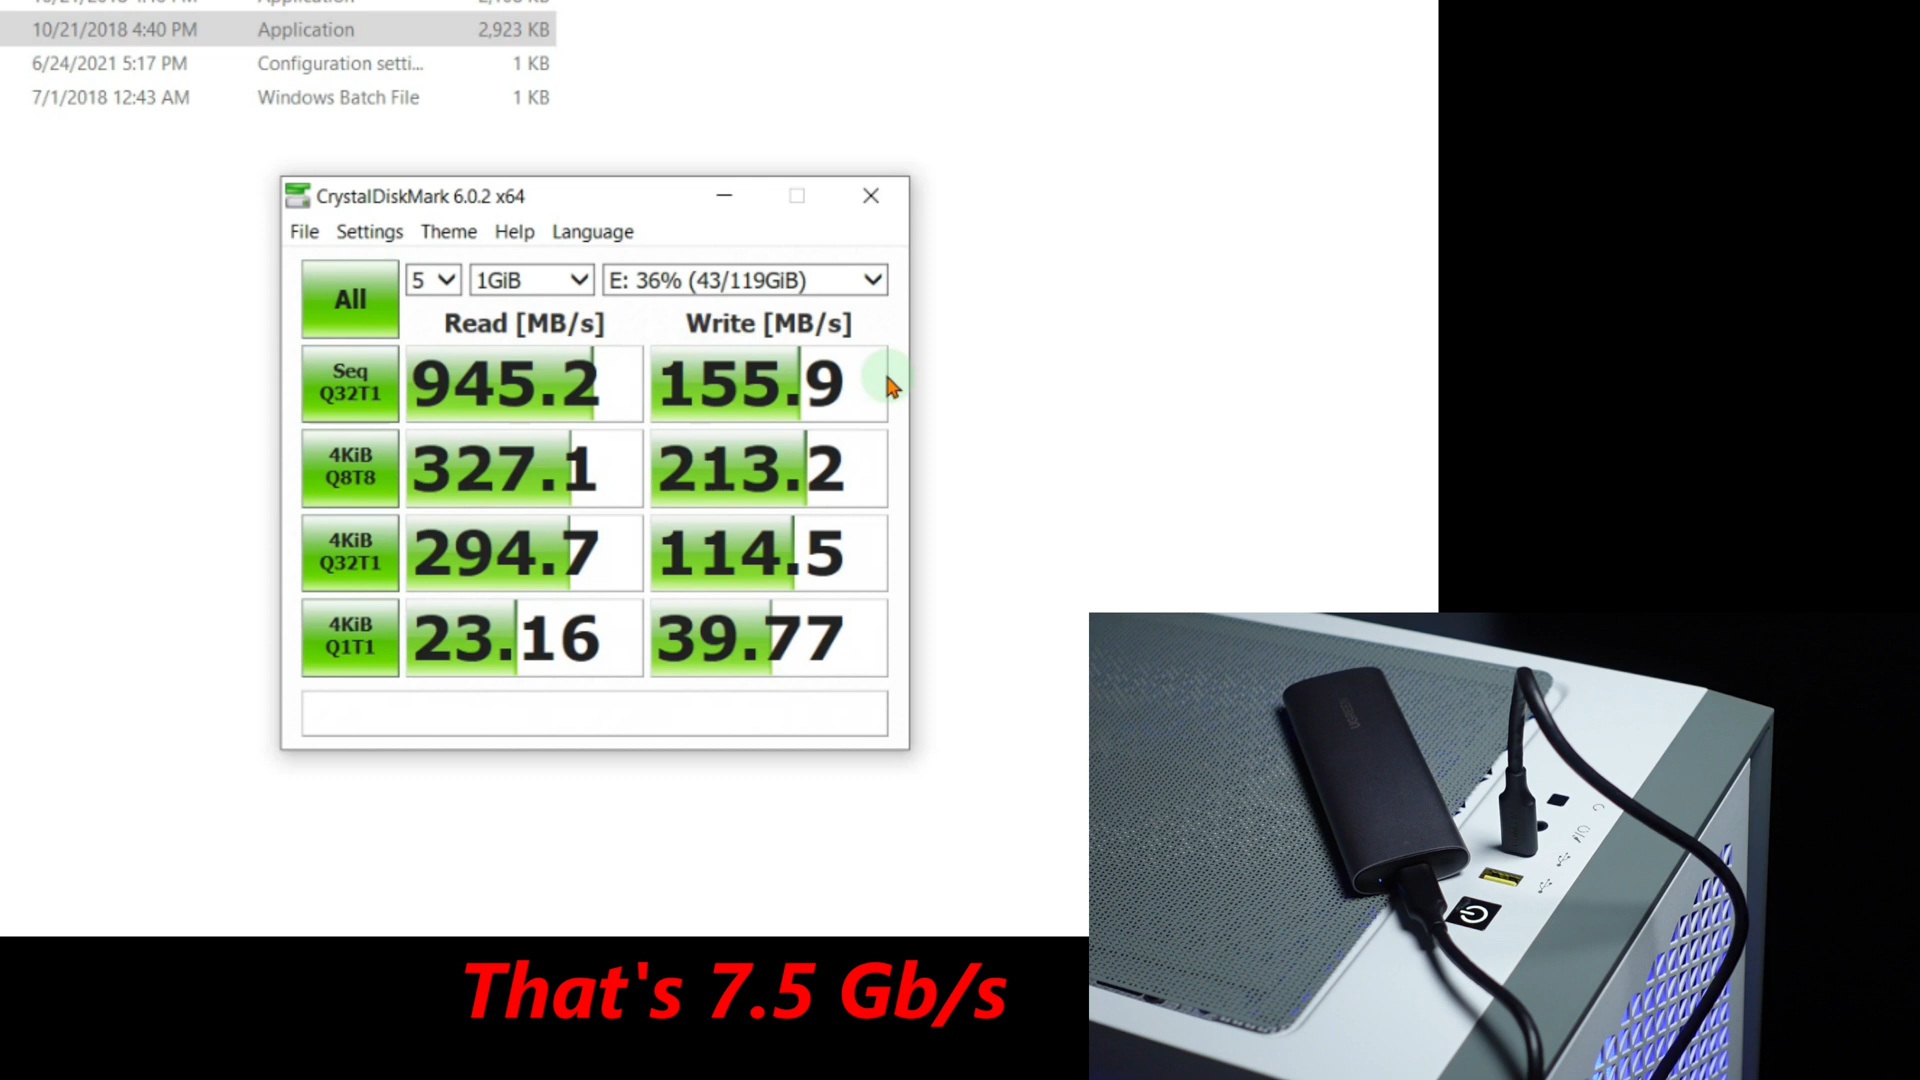 10/21/2018 4:40 PM Application 2,923 KB
6/24/2021 5:17 PM Configuration setti... 1 KB
7/1/2018 12:43 AM Windows Batch File 1 KB
CrystalDiskMark 6.0.2 x64
File Settings Theme Help Language
All 5 1GiB E: 36% (43/119GiB)
Read [MB/s] Write [MB/s]
Seq
Q32T1 945.2 155.9
4KiB
Q8T8 327.1 213.2
4KiB
Q32T1 294.7 114.5
4KiB
Q1T1 23.16 39.77
UGREEN
That's 7.5 Gb/s